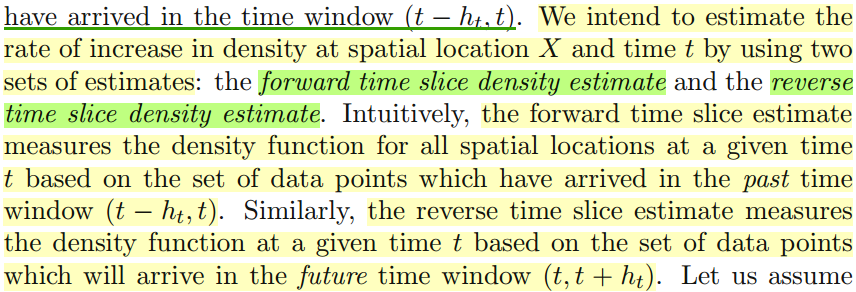 have arrived in the time window (t − hₜ, t). We intend to estimate the
rate of increase in density at spatial location X and time t by using two
sets of estimates: the forward time slice density estimate and the reverse
time slice density estimate. Intuitively, the forward time slice estimate
measures the density function for all spatial locations at a given time
t based on the set of data points which have arrived in the past time
window (t − hₜ, t). Similarly, the reverse time slice estimate measures
the density function at a given time t based on the set of data points
which will arrive in the future time window (t, t + hₜ). Let us assume